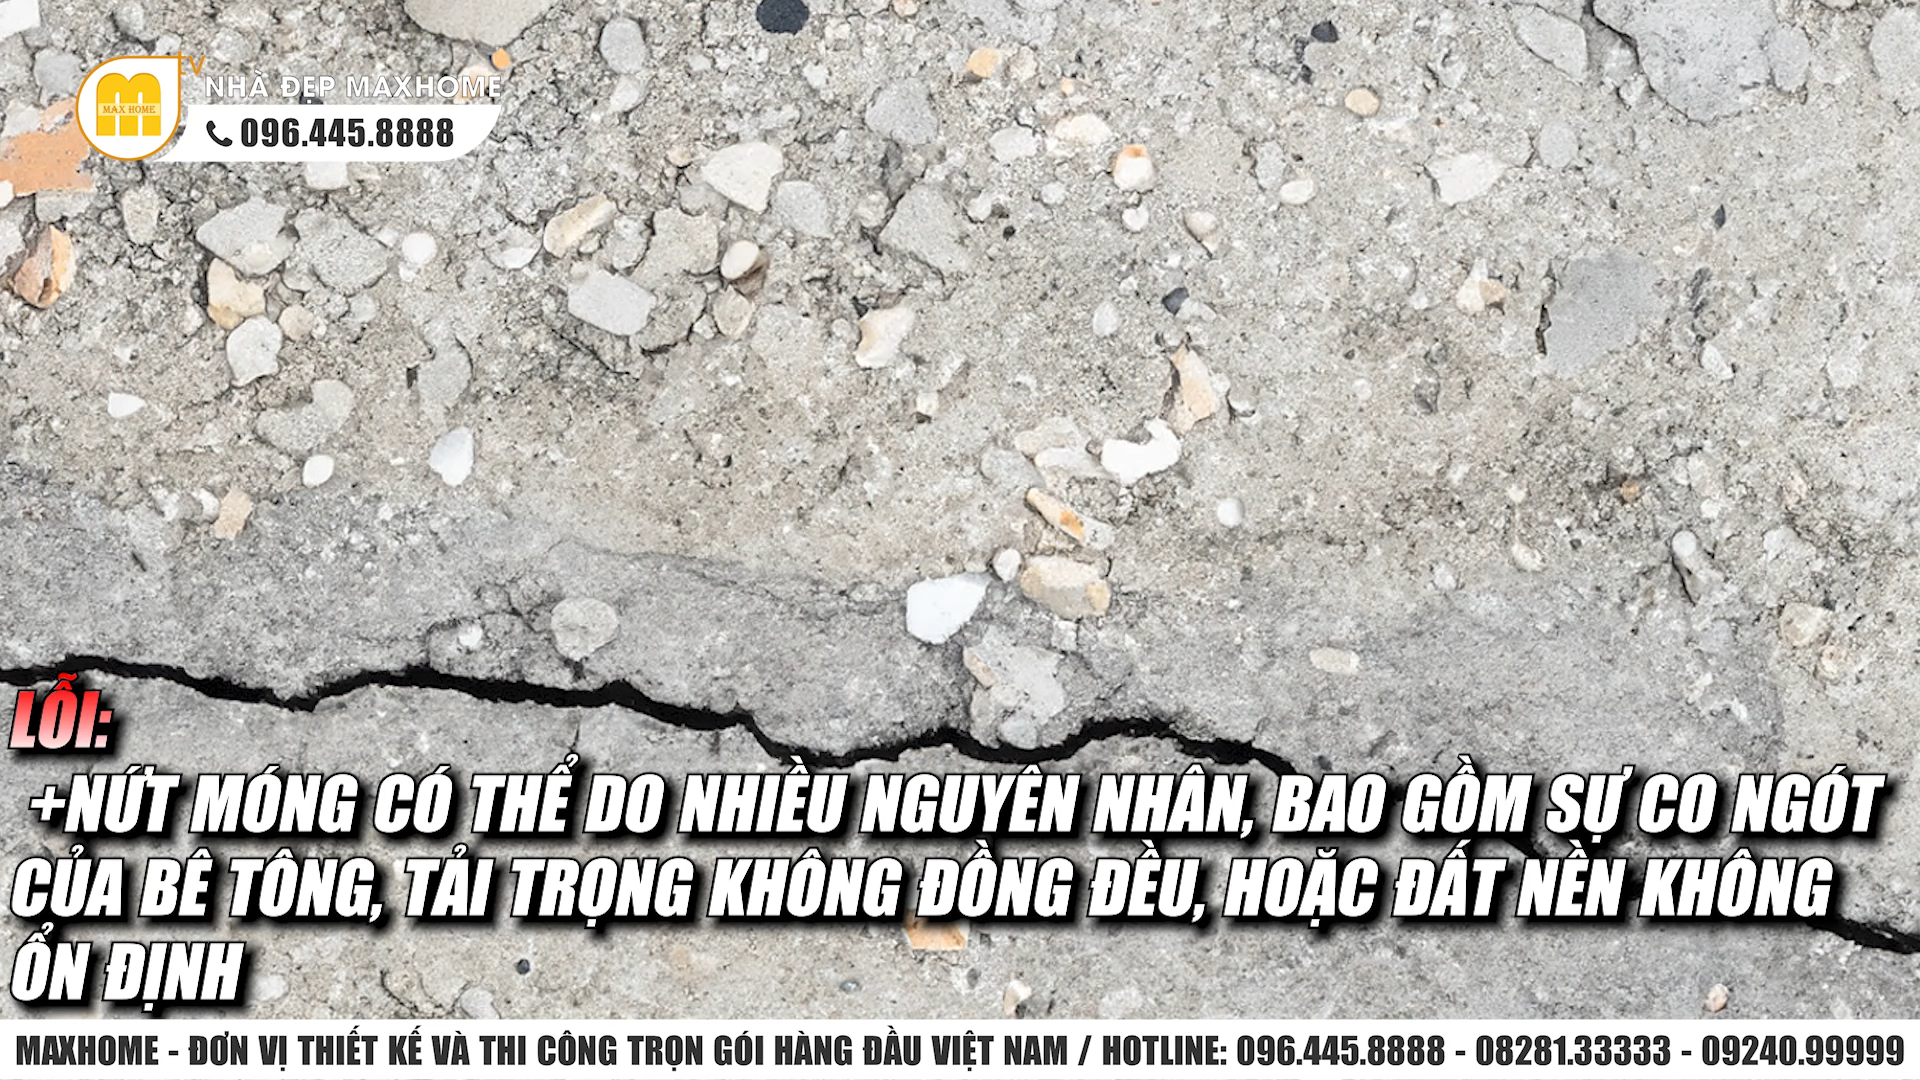 TV
NHÀ ĐẸP MAXHOME
MAX HOME
096.445.8888
LỖI:
+NỨT MÓNG CÓ THỂ DO NHIỀU NGUYÊN NHÂN, BAO GỒM SỰ CO NGÓT
CỦA BÊ TÔNG, TẢI TRỌNG KHÔNG ĐỒNG ĐỀU, HOẶC ĐẤT NỀN KHÔNG
ỔN ĐỊNH
MAXHOME - ĐƠN VỊ THIẾT KẾ VÀ THI CÔNG TRỌN GÓI HÀNG ĐẦU VIỆT NAM / HOTLINE: 096.445.8888 - 08281.33333 - 09240.99999